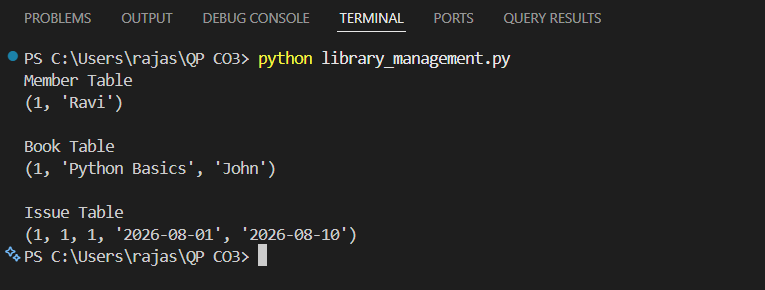 PROBLEMS OUTPUT DEBUG CONSOLE TERMINAL PORTS QUERY RESULTS
PS C:\Users\rajas\QP CO3> python library_management.py
Member Table
(1, 'Ravi')
Book Table
(1, 'Python Basics', 'John')
Issue Table
(1, 1, 1, '2026-08-01', '2026-08-10')
PS C:\Users\rajas\QP CO3>